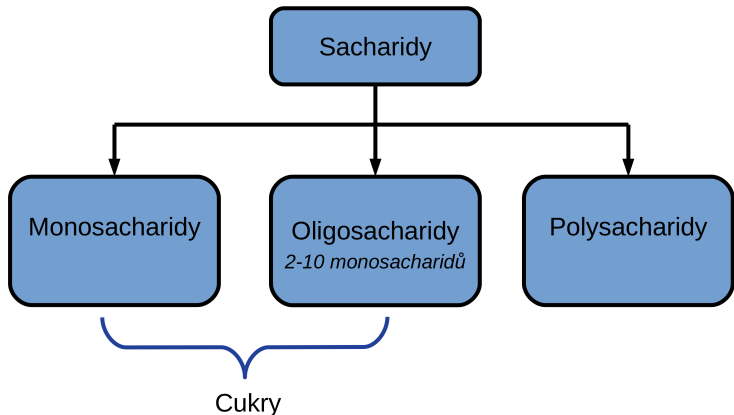 Sacharidy
Monosacharidy
Oligosacharidy
2-10 monosacharidů
Polysacharidy
Cukry